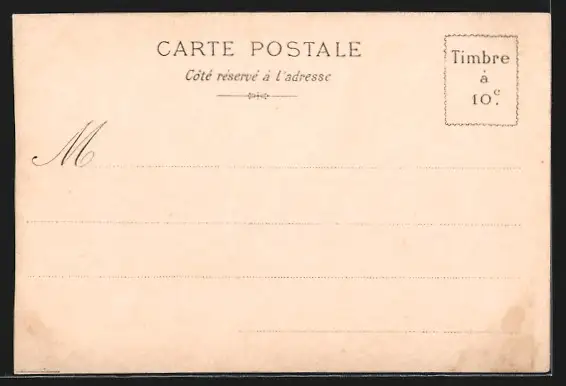 CARTE POSTALE
Côté réservé à l'adresse
Timbre
à
10c.
M